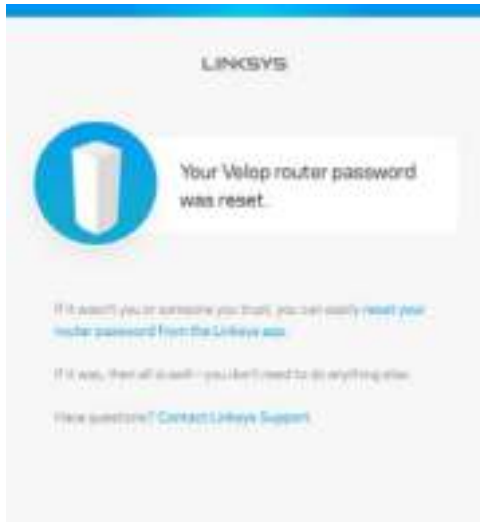 LINKSYS
Your Velop router password
was reset.
If it wasn't you or someone you trust, you can easily reset your
router password from the Linksys app.
If it was, then all is well - you don't need to do anything else.
Have questions? Contact Linksys Support.